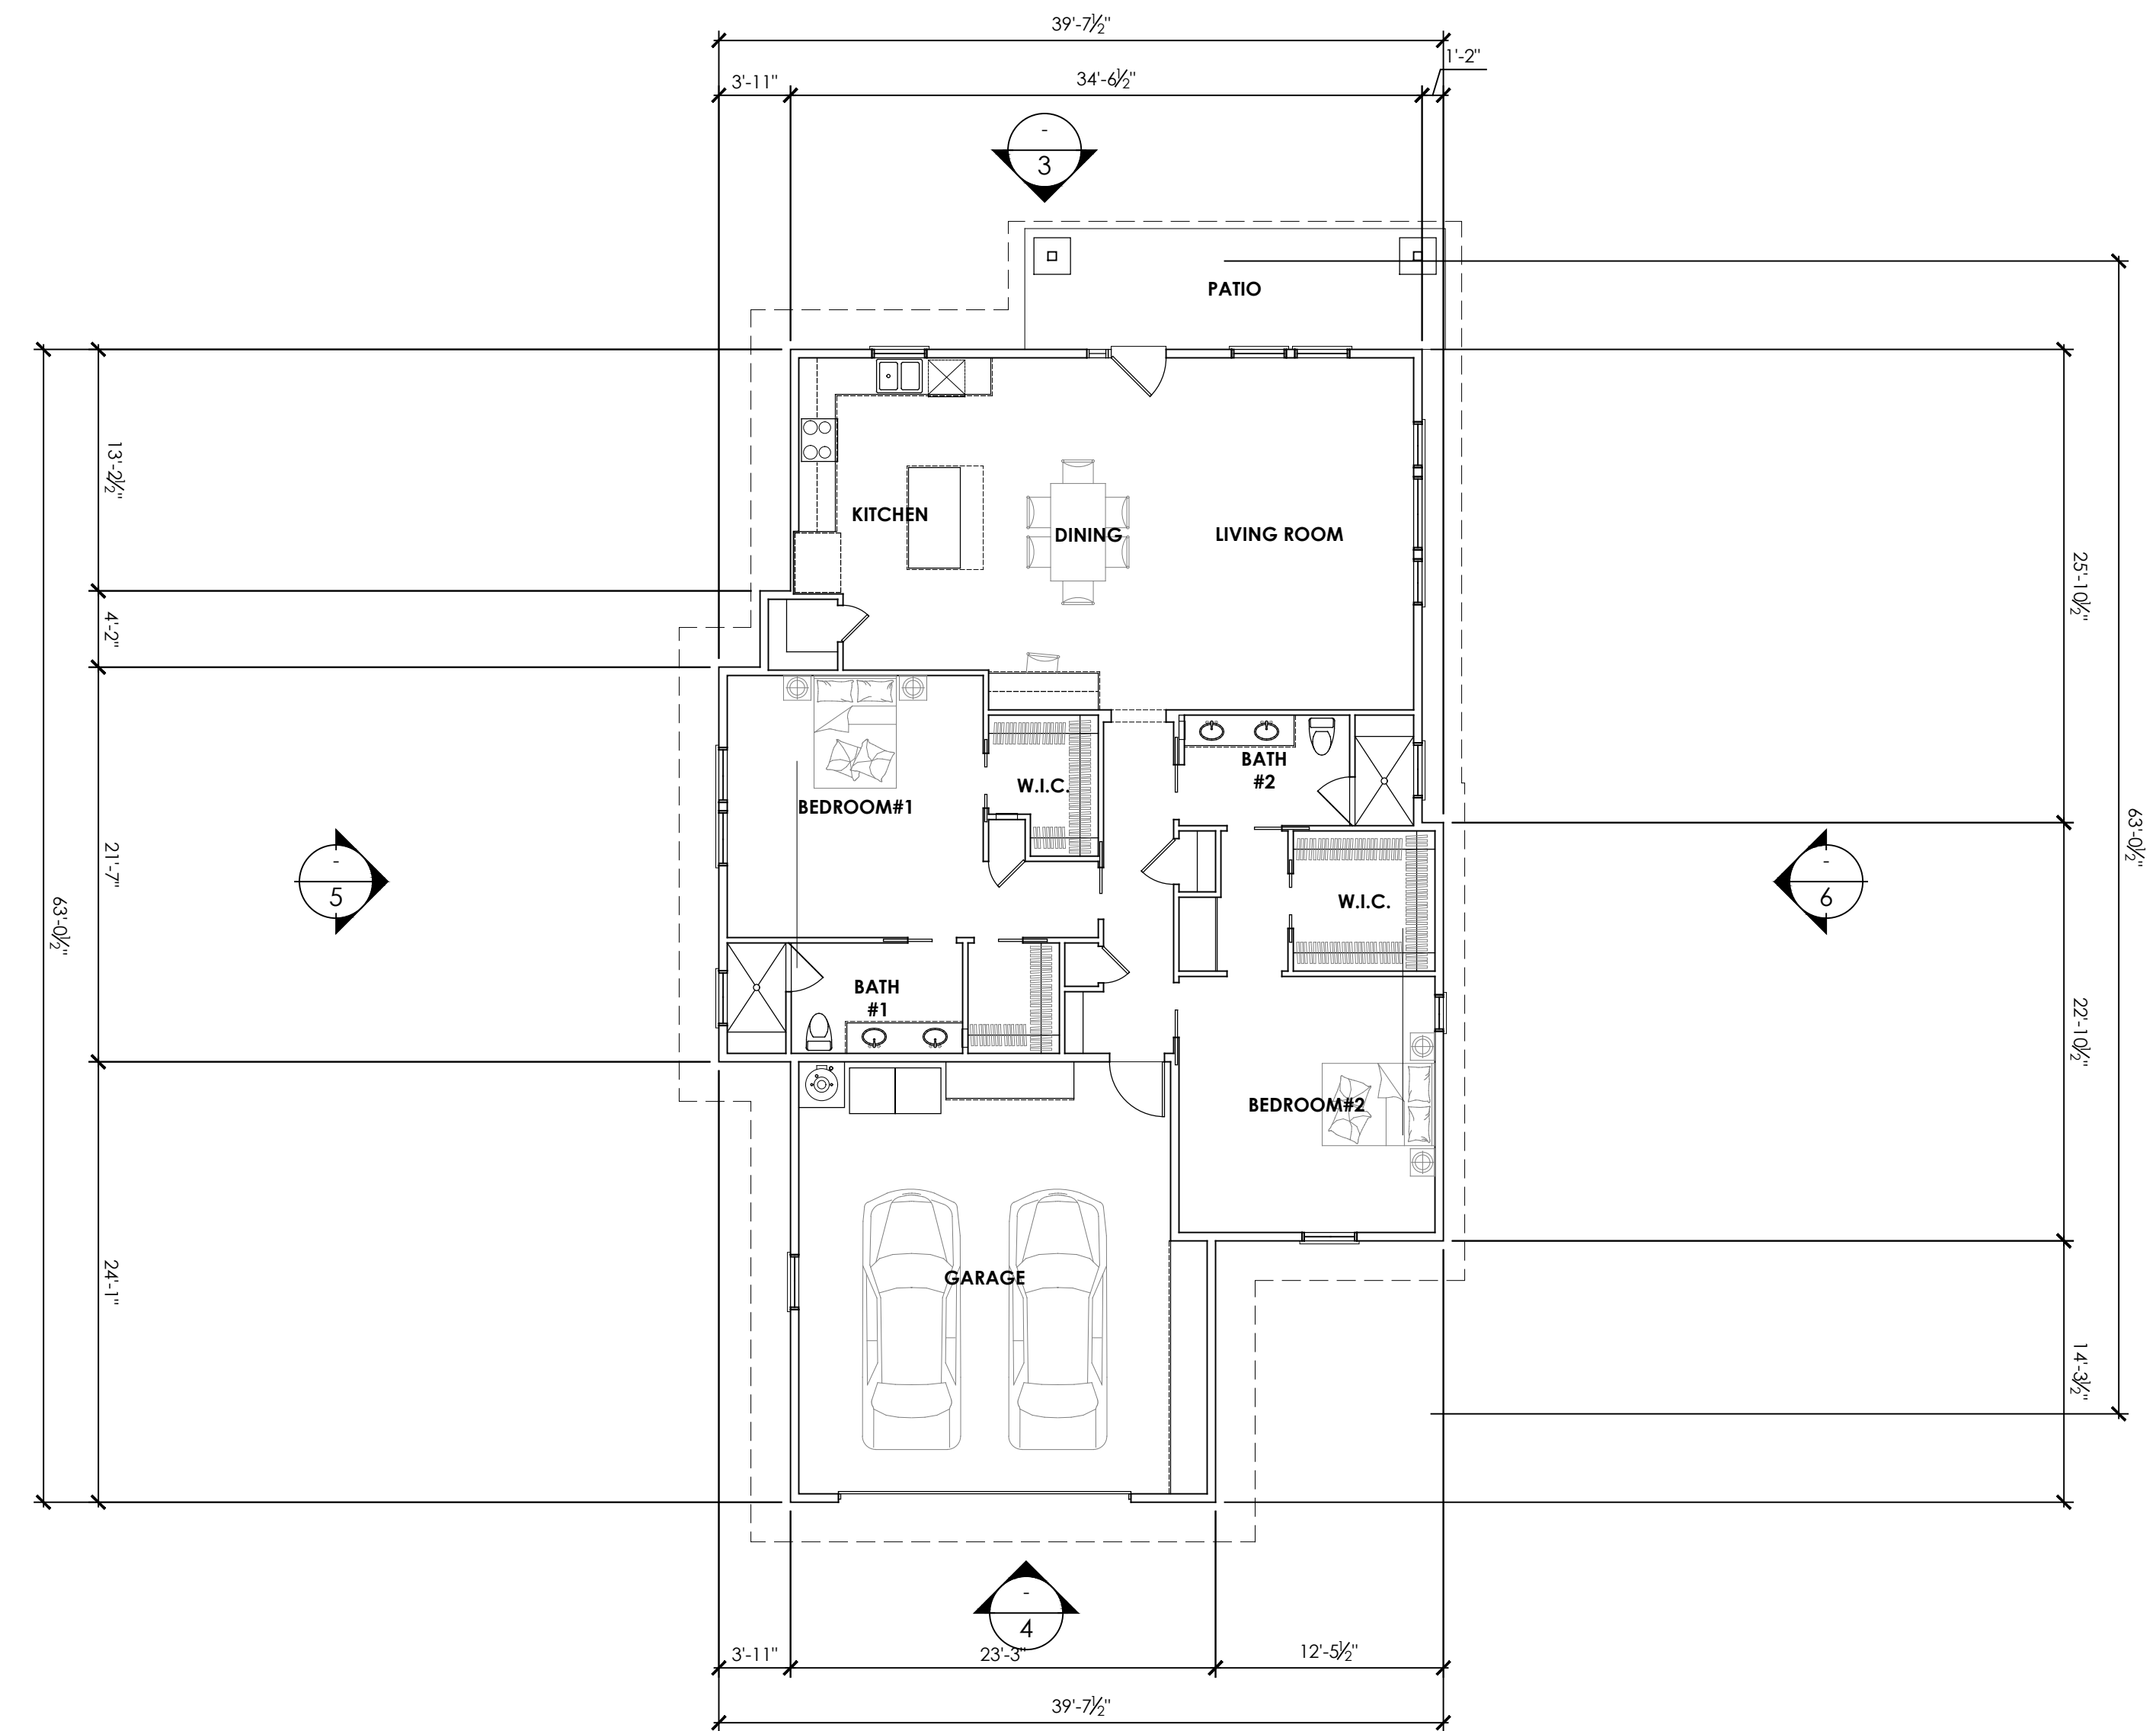 39'-7½"
1'-2"
3'-11"
34'-6½"
-
3
PATIO
13'-2½"
KITCHEN
DINING
LIVING ROOM
25'-10½"
4'-2"
BATH
#2
W.I.C.
BEDROOM#1
63'-0½"
21'-7"
-
5
W.I.C.
-
6
63'-0½"
BATH
#1
22'-10½"
BEDROOM#2
24'-1"
GARAGE
14'-3½"
-
4
3'-11"
23'-3"
12'-5½"
39'-7½"